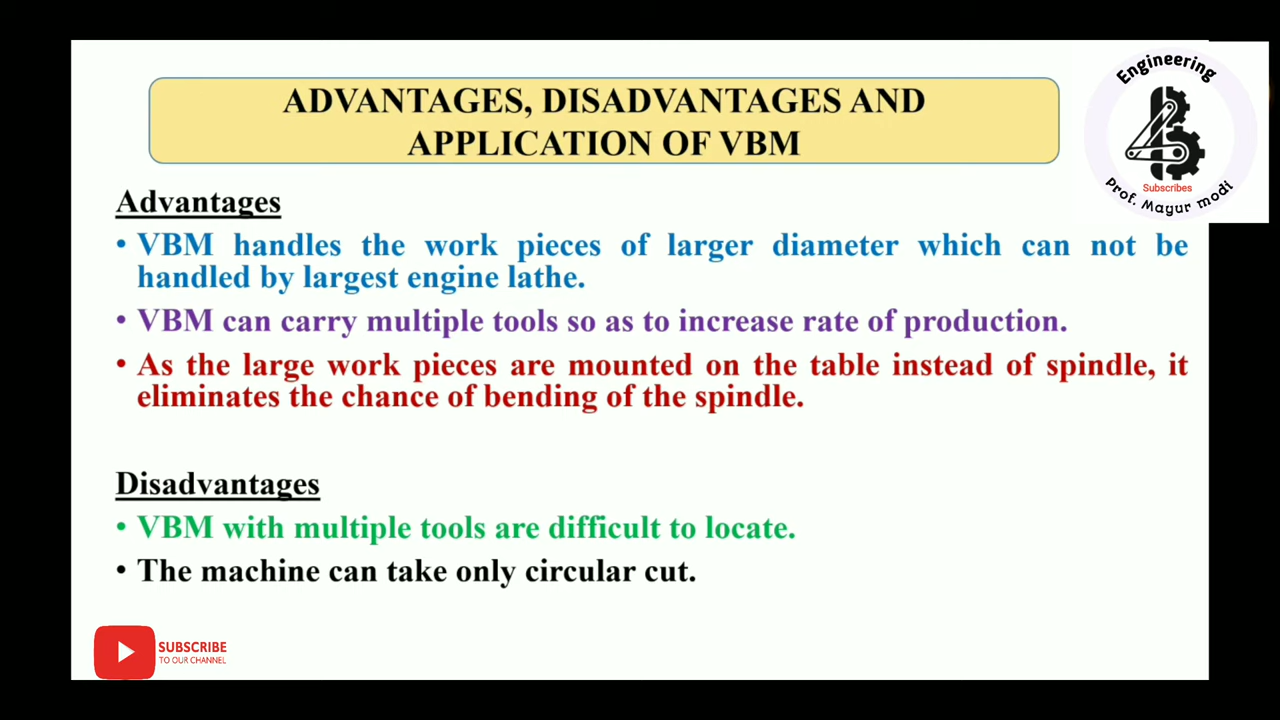 ADVANTAGES, DISADVANTAGES AND
APPLICATION OF VBM
Engineering
Subscribes
Prof. Mayur modi
Advantages
• VBM handles the work pieces of larger diameter which can not be
handled by largest engine lathe.
• VBM can carry multiple tools so as to increase rate of production.
• As the large work pieces are mounted on the table instead of spindle, it
eliminates the chance of bending of the spindle.
Disadvantages
• VBM with multiple tools are difficult to locate.
• The machine can take only circular cut.
SUBSCRIBE
TO OUR CHANNEL